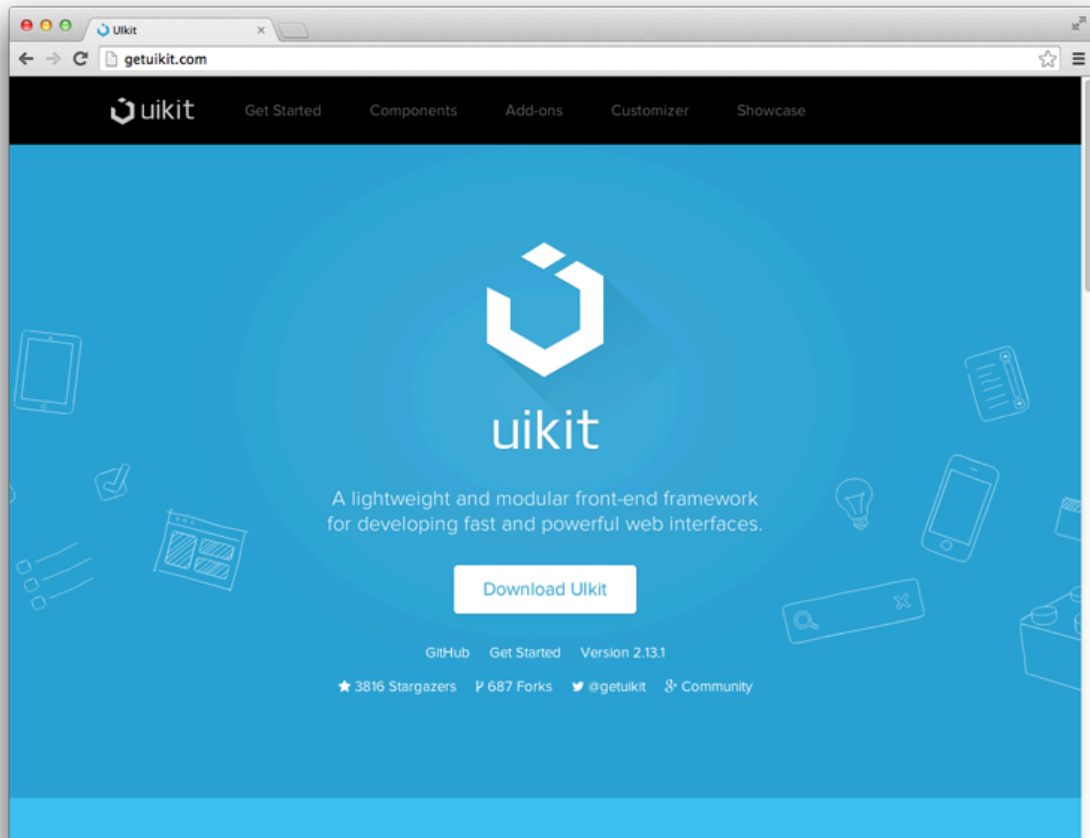 UIkit
getuikit.com
uikit Get Started Components Add-ons Customizer Showcase
uikit
A lightweight and modular front-end framework
for developing fast and powerful web interfaces.
Download UIkit
GitHub Get Started Version 2.13.1
3816 Stargazers 687 Forks @getuikit Community